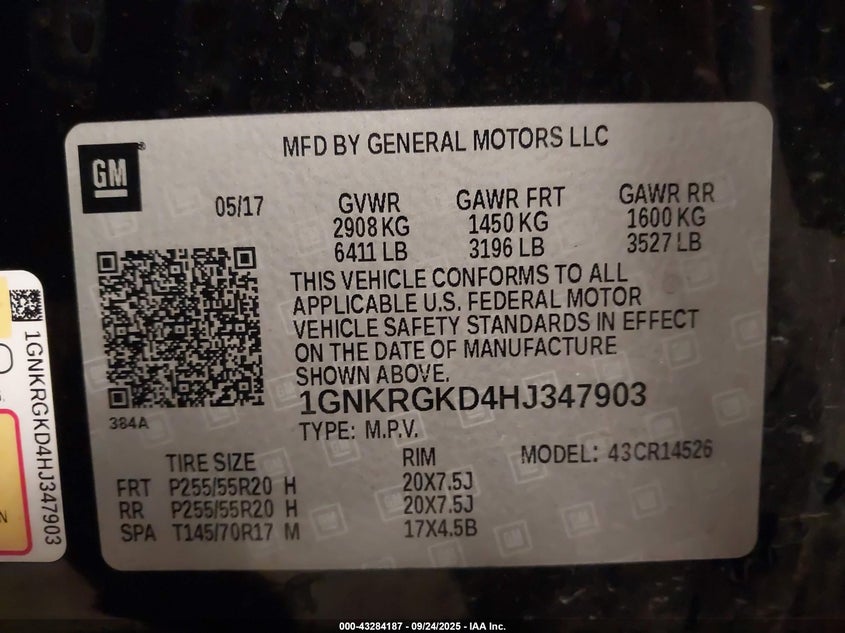 MFD BY GENERAL MOTORS LLC
GM
05/17
GVWR GAWR FRT GAWR RR
2908 KG 1450 KG 1600 KG
6411 LB 3196 LB 3527 LB
THIS VEHICLE CONFORMS TO ALL
APPLICABLE U.S. FEDERAL MOTOR
VEHICLE SAFETY STANDARDS IN EFFECT
ON THE DATE OF MANUFACTURE
SHOWN ABOVE.
1GNKRGKD4HJ347903
384A
TYPE: M.P.V.
MODEL: 43CR14526
TIRE SIZE RIM
FRT P255/55R20 H 20X7.5J
RR P255/55R20 H 20X7.5J
SPA T145/70R17 M 17X4.5B
1GNKRGKD4HJ347903
000-43284187 - 09/24/2025 - IAA Inc.